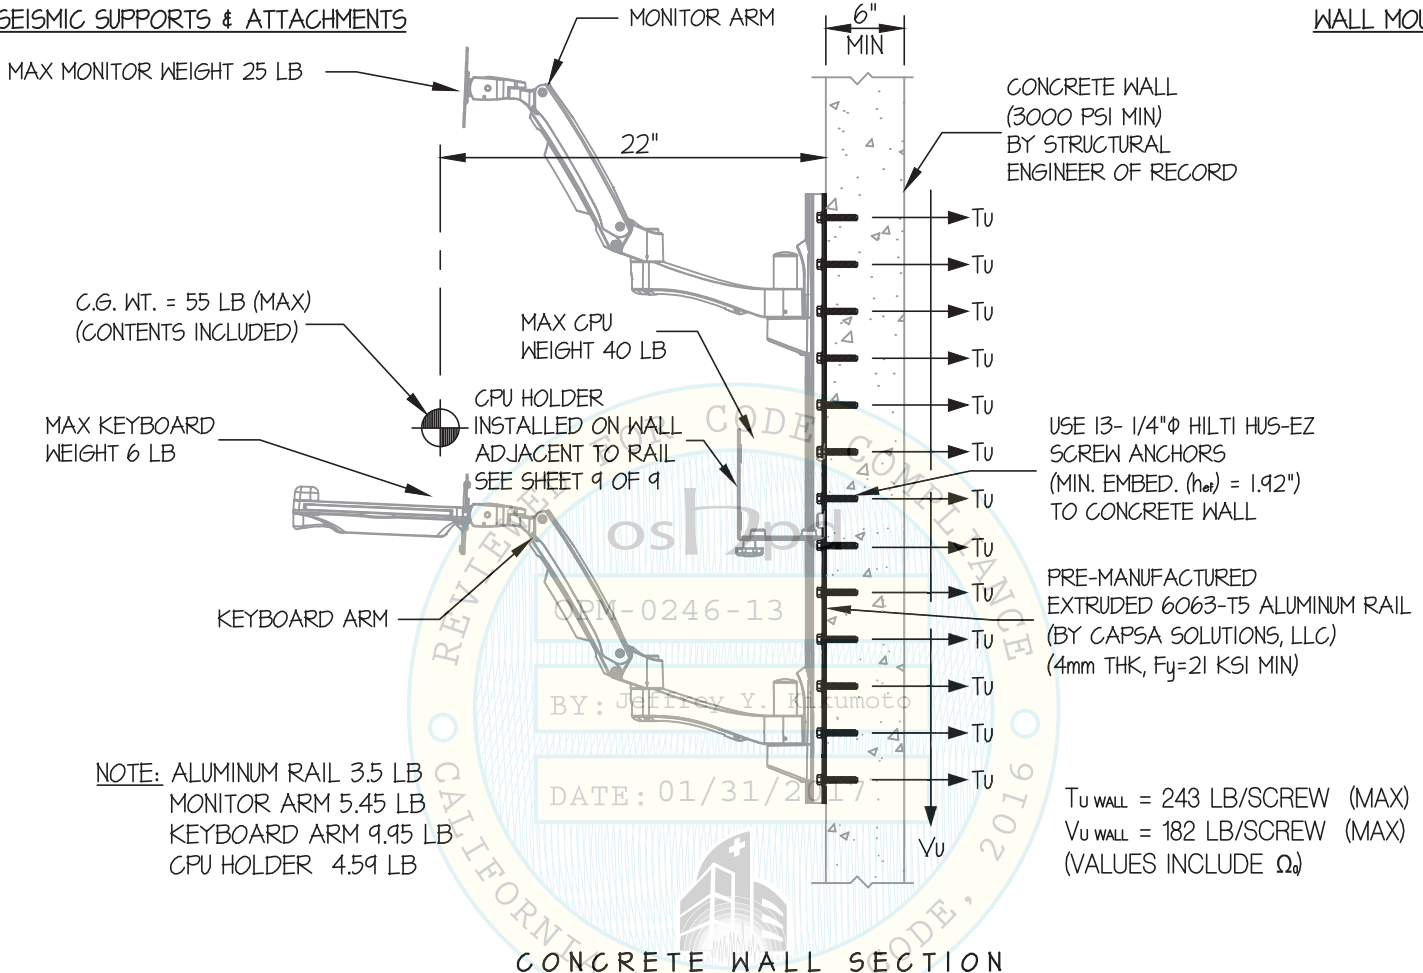 SEISMIC SUPPORTS & ATTACHMENTS
MONITOR ARM
6"
MIN
WALL MOU
MAX MONITOR WEIGHT 25 LB
CONCRETE WALL
(3000 PSI MIN)
BY STRUCTURAL
ENGINEER OF RECORD
22"
TU
TU
TU
TU
TU
TU
TU
TU
TU
TU
TU
TU
TU
C.G. WT. = 55 LB (MAX)
(CONTENTS INCLUDED)
MAX CPU
WEIGHT 40 LB
MAX KEYBOARD
WEIGHT 6 LB
CPU HOLDER
INSTALLED ON WALL
ADJACENT TO RAIL
SEE SHEET 9 OF 9
USE 13- 1/4"Φ HILTI HUS-EZ
SCREW ANCHORS
(MIN. EMBED. (hef) = 1.92")
TO CONCRETE WALL
PRE-MANUFACTURED
EXTRUDED 6063-T5 ALUMINUM RAIL
(BY CAPSA SOLUTIONS, LLC)
(4mm THK, Fy=21 KSI MIN)
KEYBOARD ARM
REVIEWED FOR CODE COMPLIANCE
oshpd
OPM-0246-13
BY: Jeffrey Y. Kikumoto
DATE: 01/31/2017
CALIFORNIA
CODE, 2016
NOTE: ALUMINUM RAIL 3.5 LB
MONITOR ARM 5.45 LB
KEYBOARD ARM 9.95 LB
CPU HOLDER 4.59 LB
VU
TU WALL = 243 LB/SCREW (MAX)
VU WALL = 182 LB/SCREW (MAX)
(VALUES INCLUDE Ω0)
CONCRETE WALL SECTION